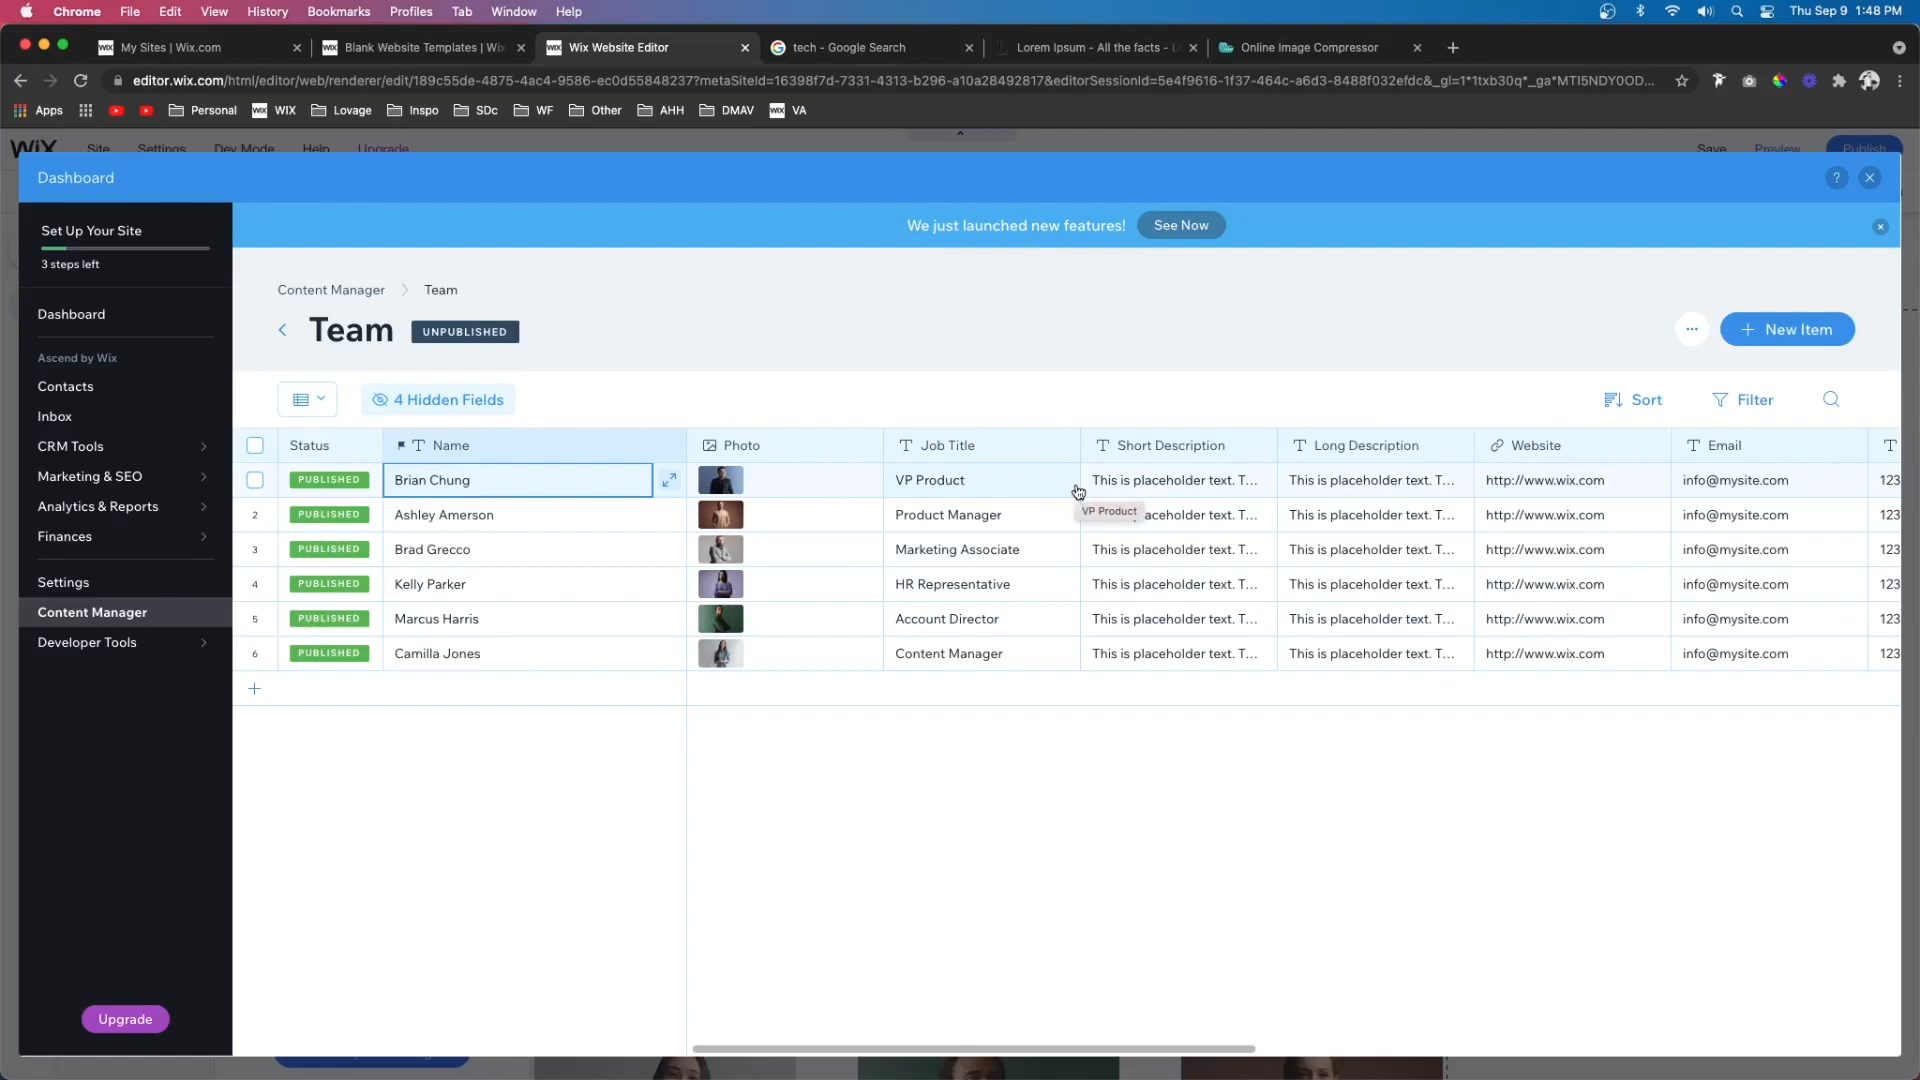 Chrome File Edit View History Bookmarks Profiles Tab Window Help Thu Sep 9 1:48 PM
My Sites | Wix.com Blank Website Templates | Wix Wix Website Editor tech - Google Search Lorem Ipsum - All the facts - Li Online Image Compressor
editor.wix.com/html/editor/web/renderer/edit/189c55de-4875-4ac4-9586-ec0d55848237?metaSiteId=16398f7d-7331-4313-b296-a10a28492817&editorSessionId=5e4f9616-1f37-464c-a6d3-8488f032efdc&_gl=1*1txb30q*_ga*MTI5NDY0OD...
Apps Personal WIX Lovage Inspo SDc WF Other AHH DMAV VA
WIX Site Settings Dev Mode Help Upgrade Save Preview Publish
Dashboard ?
Set Up Your Site
3 steps left
We just launched new features! See Now
Dashboard
Ascend by Wix
Contacts
Inbox
CRM Tools
Marketing & SEO
Analytics & Reports
Finances
Settings
Content Manager
Developer Tools
Upgrade
Content Manager > Team
Team UNPUBLISHED ... + New Item
4 Hidden Fields Sort Filter
Status Name Photo Job Title Short Description Long Description Website Email
PUBLISHED Brian Chung VP Product This is placeholder text. T... This is placeholder text. T... http://www.wix.com info@mysite.com 123
VP Product
2 PUBLISHED Ashley Amerson Product Manager aceholder text. T... This is placeholder text. T... http://www.wix.com info@mysite.com 123
3 PUBLISHED Brad Grecco Marketing Associate This is placeholder text. T... This is placeholder text. T... http://www.wix.com info@mysite.com 123
4 PUBLISHED Kelly Parker HR Representative This is placeholder text. T... This is placeholder text. T... http://www.wix.com info@mysite.com 123
5 PUBLISHED Marcus Harris Account Director This is placeholder text. T... This is placeholder text. T... http://www.wix.com info@mysite.com 123
6 PUBLISHED Camilla Jones Content Manager This is placeholder text. T... This is placeholder text. T... http://www.wix.com info@mysite.com 123
+